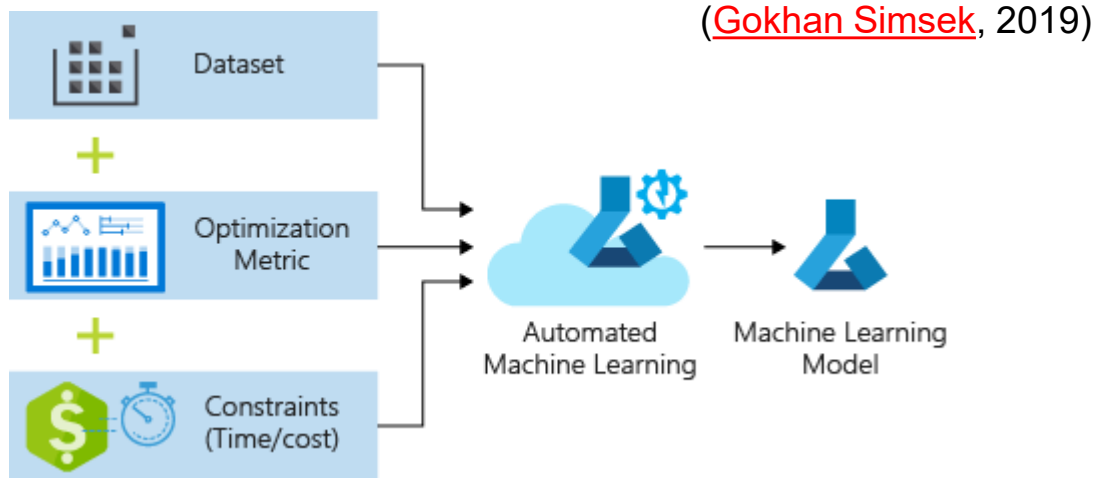 (Gokhan Simsek, 2019)
Dataset
+
Optimization
Metric
+
$
Constraints
(Time/cost)
Automated
Machine Learning
Machine Learning
Model